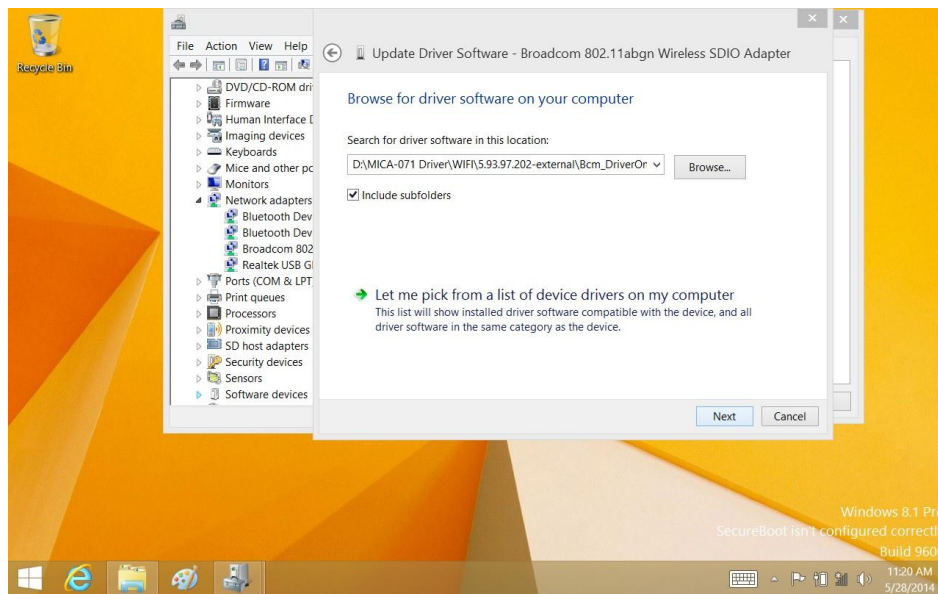 Recycle Bin
File Action View Help
DVD/CD-ROM dri
Firmware
Human Interface D
Imaging devices
Keyboards
Mice and other po
Monitors
Network adapters
Bluetooth Dev
Bluetooth Dev
Broadcom 802
Realtek USB G
Ports (COM & LPT
Print queues
Processors
Proximity devices
SD host adapters
Security devices
Sensors
Software devices
Update Driver Software - Broadcom 802.11abgn Wireless SDIO Adapter
Browse for driver software on your computer
Search for driver software in this location:
D:\MICA-071 Driver\WIFI\5.93.97.202-external\Bcm_DriverOr
Browse...
Include subfolders
Let me pick from a list of device drivers on my computer
This list will show installed driver software compatible with the device, and all
driver software in the same category as the device.
Next Cancel
Windows 8.1 Pr
SecureBoot isn't configured correctl
Build 960
11:20 AM
5/28/2014